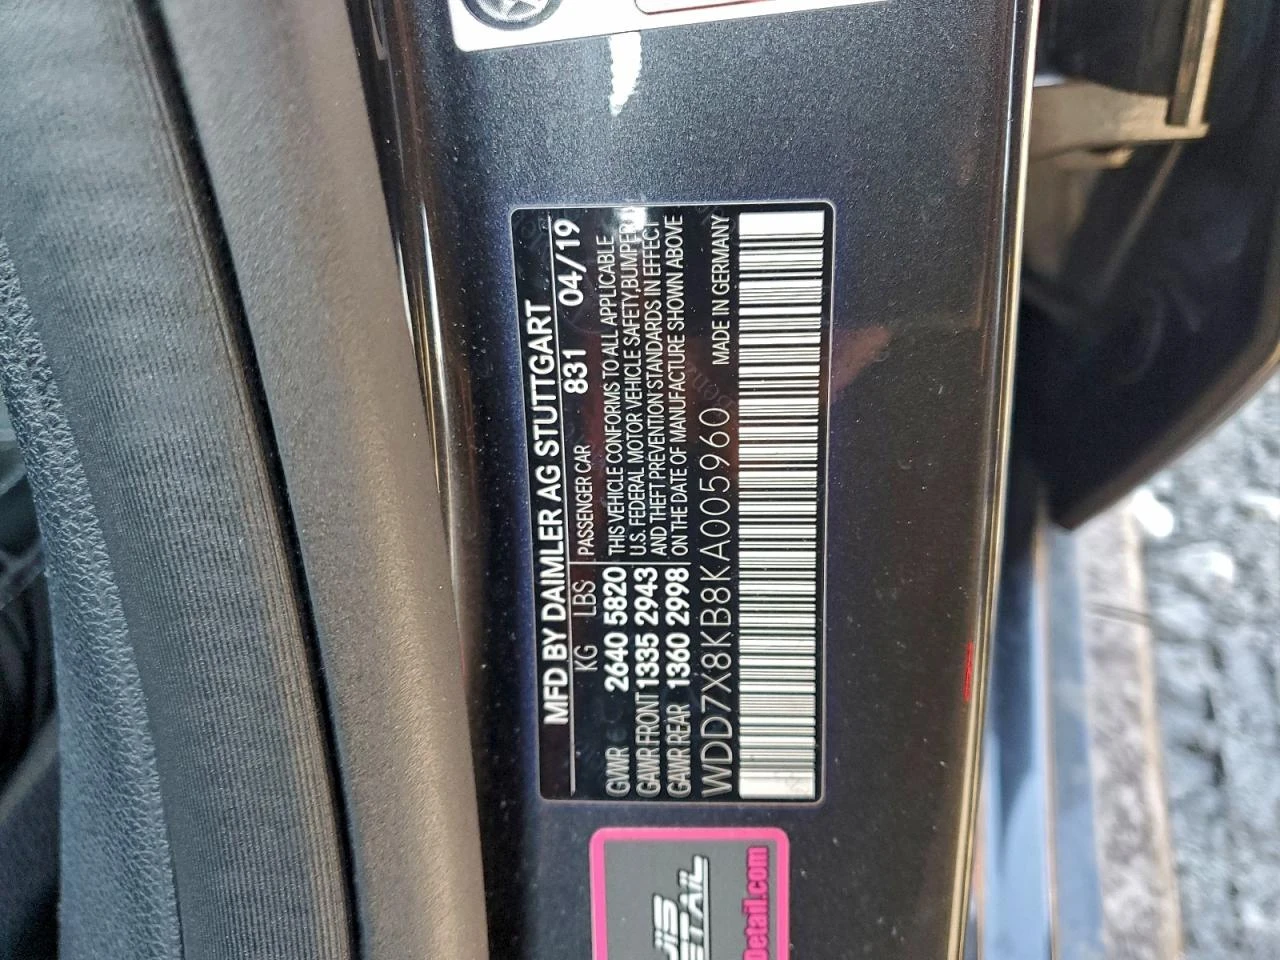 MFD BY DAIMLER AG STUTTGART
KG LBS PASSENGER CAR 831 04/19
GVWR 2640 5820 THIS VEHICLE CONFORMS TO ALL APPLICABLE
GAWR FRONT 1335 2943 U.S. FEDERAL MOTOR VEHICLE SAFETY,BUMPER,
GAWR REAR 1360 2998 AND THEFT PREVENTION STANDARDS IN EFFECT
ON THE DATE OF MANUFACTURE SHOWN ABOVE
WDD7X8KB8KA005960 MADE IN GERMANY
Detail.com